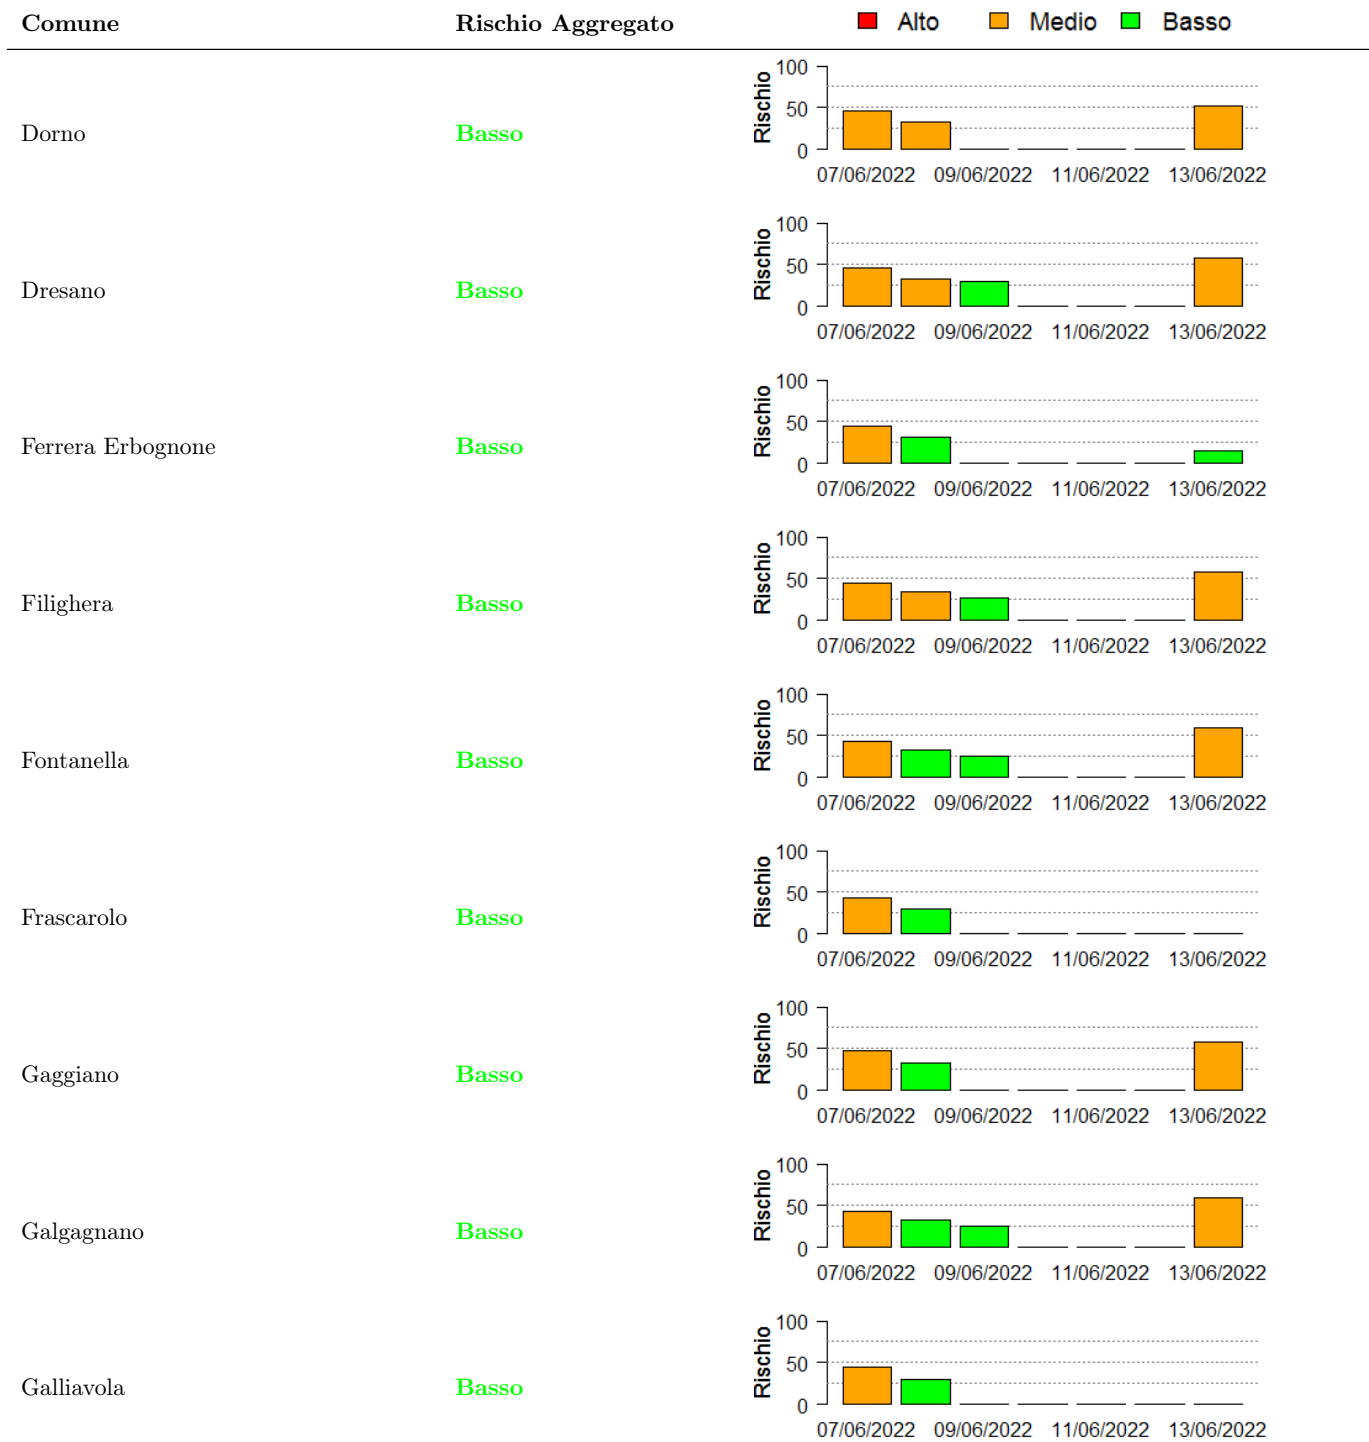 Comune Rischio Aggregato Alto Medio Basso
100
50
0
Rischio
Dorno Basso
07/06/2022 09/06/2022 11/06/2022 13/06/2022
100
50
0
Rischio
Dresano Basso
07/06/2022 09/06/2022 11/06/2022 13/06/2022
100
50
0
Rischio
Ferrera Erbognone Basso
07/06/2022 09/06/2022 11/06/2022 13/06/2022
100
50
0
Rischio
Filighera Basso
07/06/2022 09/06/2022 11/06/2022 13/06/2022
100
50
0
Rischio
Fontanella Basso
07/06/2022 09/06/2022 11/06/2022 13/06/2022
100
50
0
Rischio
Frascarolo Basso
07/06/2022 09/06/2022 11/06/2022 13/06/2022
100
50
0
Rischio
Gaggiano Basso
07/06/2022 09/06/2022 11/06/2022 13/06/2022
100
50
0
Rischio
Galgagnano Basso
07/06/2022 09/06/2022 11/06/2022 13/06/2022
100
50
0
Rischio
Galliavola Basso
07/06/2022 09/06/2022 11/06/2022 13/06/2022